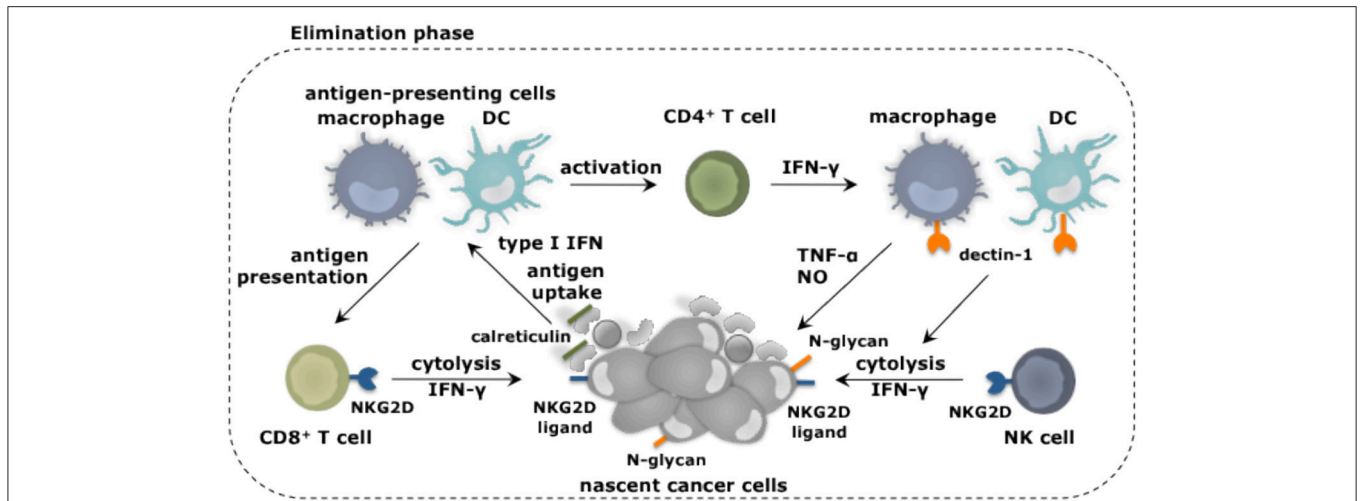 Elimination phase
antigen-presenting cells
macrophage
DC
CD4⁺ T cell
macrophage
DC
activation
IFN-γ
type I IFN
antigen
uptake
antigen
presentation
TNF-α
NO
dectin-1
calreticulin
N-glycan
cytolysis
IFN-γ
cytolysis
IFN-γ
NKG2D
CD8⁺ T cell
NKG2D
ligand
NKG2D
ligand
NKG2D
NK cell
N-glycan
nascent cancer cells